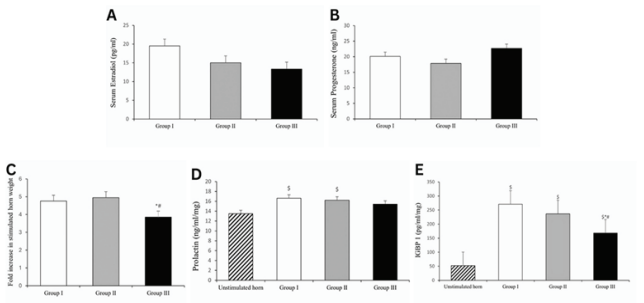 A
Serum Estradiol (pg/ml)
25
20
15
10
5
0
Group I Group II Group III
B
Serum Progesterone (ng/ml)
30
25
20
15
10
5
0
Group I Group II Group III
C
Fold increase in stimulated horn weight
6
5
4
3
2
1
0
*#
Group I Group II Group III
D
Prolactin (ng/ml/mg)
20
18
16
14
12
10
8
6
4
2
0
$ $
Unstimulated horn Group I Group II Group III
E
IGBP 1 (pg/ml/mg)
350
300
250
200
150
100
50
0
$ $ $*#
Unstimulated horn Group I Group II Group III